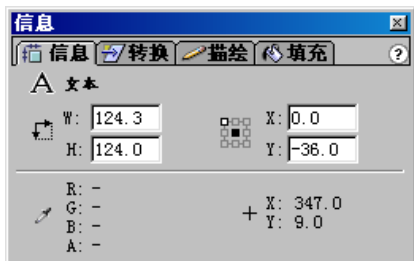 信息
信息 转换 描绘 填充 ?
A 文本
W: 124.3 X: 0.0
H: 124.0 Y: -36.0
R: -
G: - X: 347.0
B: - Y: 9.0
A: -